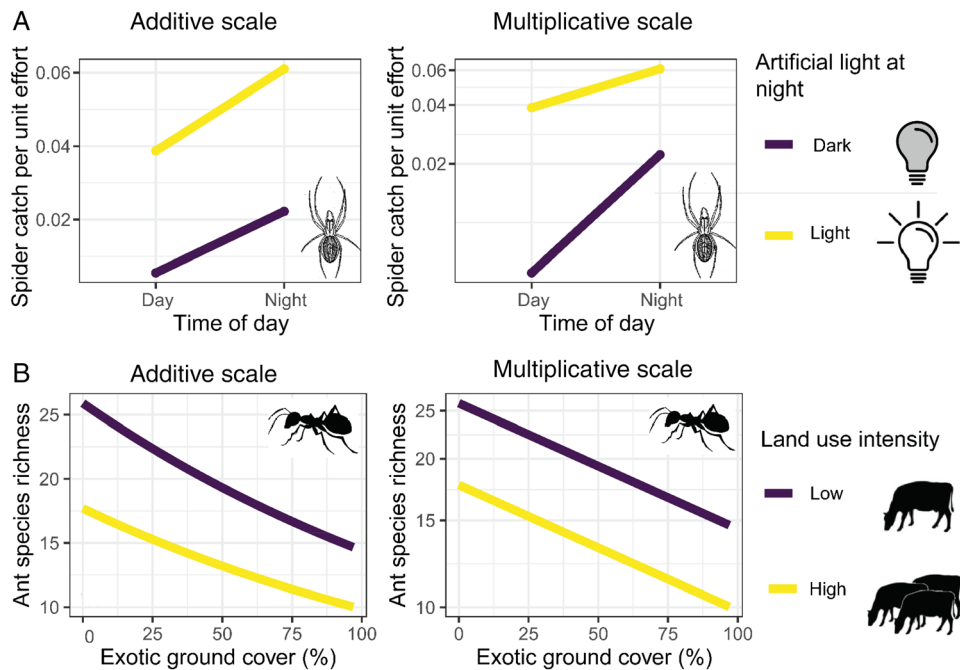 A
Additive scale
Multiplicative scale
Spider catch per unit effort
0.06
0.04
0.02
Day
Night
Time of day
Spider catch per unit effort
0.06
0.04
0.02
Day
Night
Time of day
Artificial light at
night
Dark
Light
B
Additive scale
Multiplicative scale
Ant species richness
25
20
15
10
0
25
50
75
100
Exotic ground cover (%)
Ant species richness
25
20
15
10
0
25
50
75
100
Exotic ground cover (%)
Land use intensity
Low
High